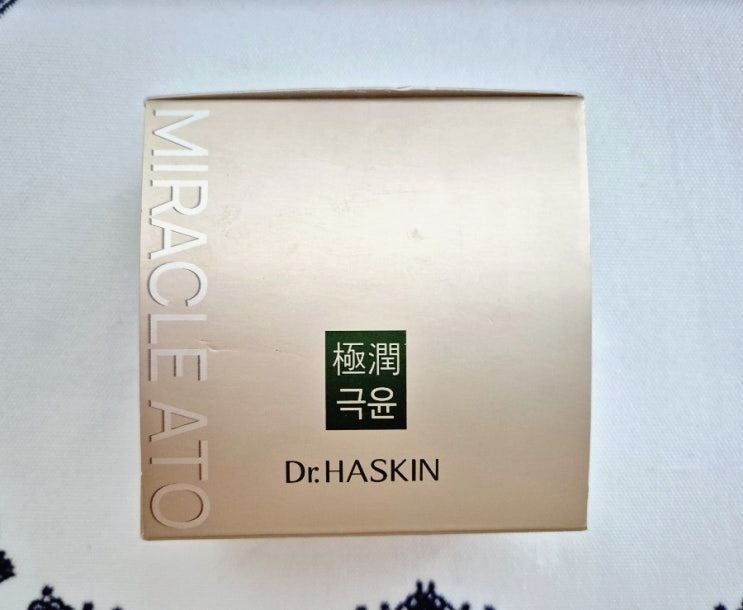 MIRACLE ATO
極潤
극윤
Dr.HASKIN